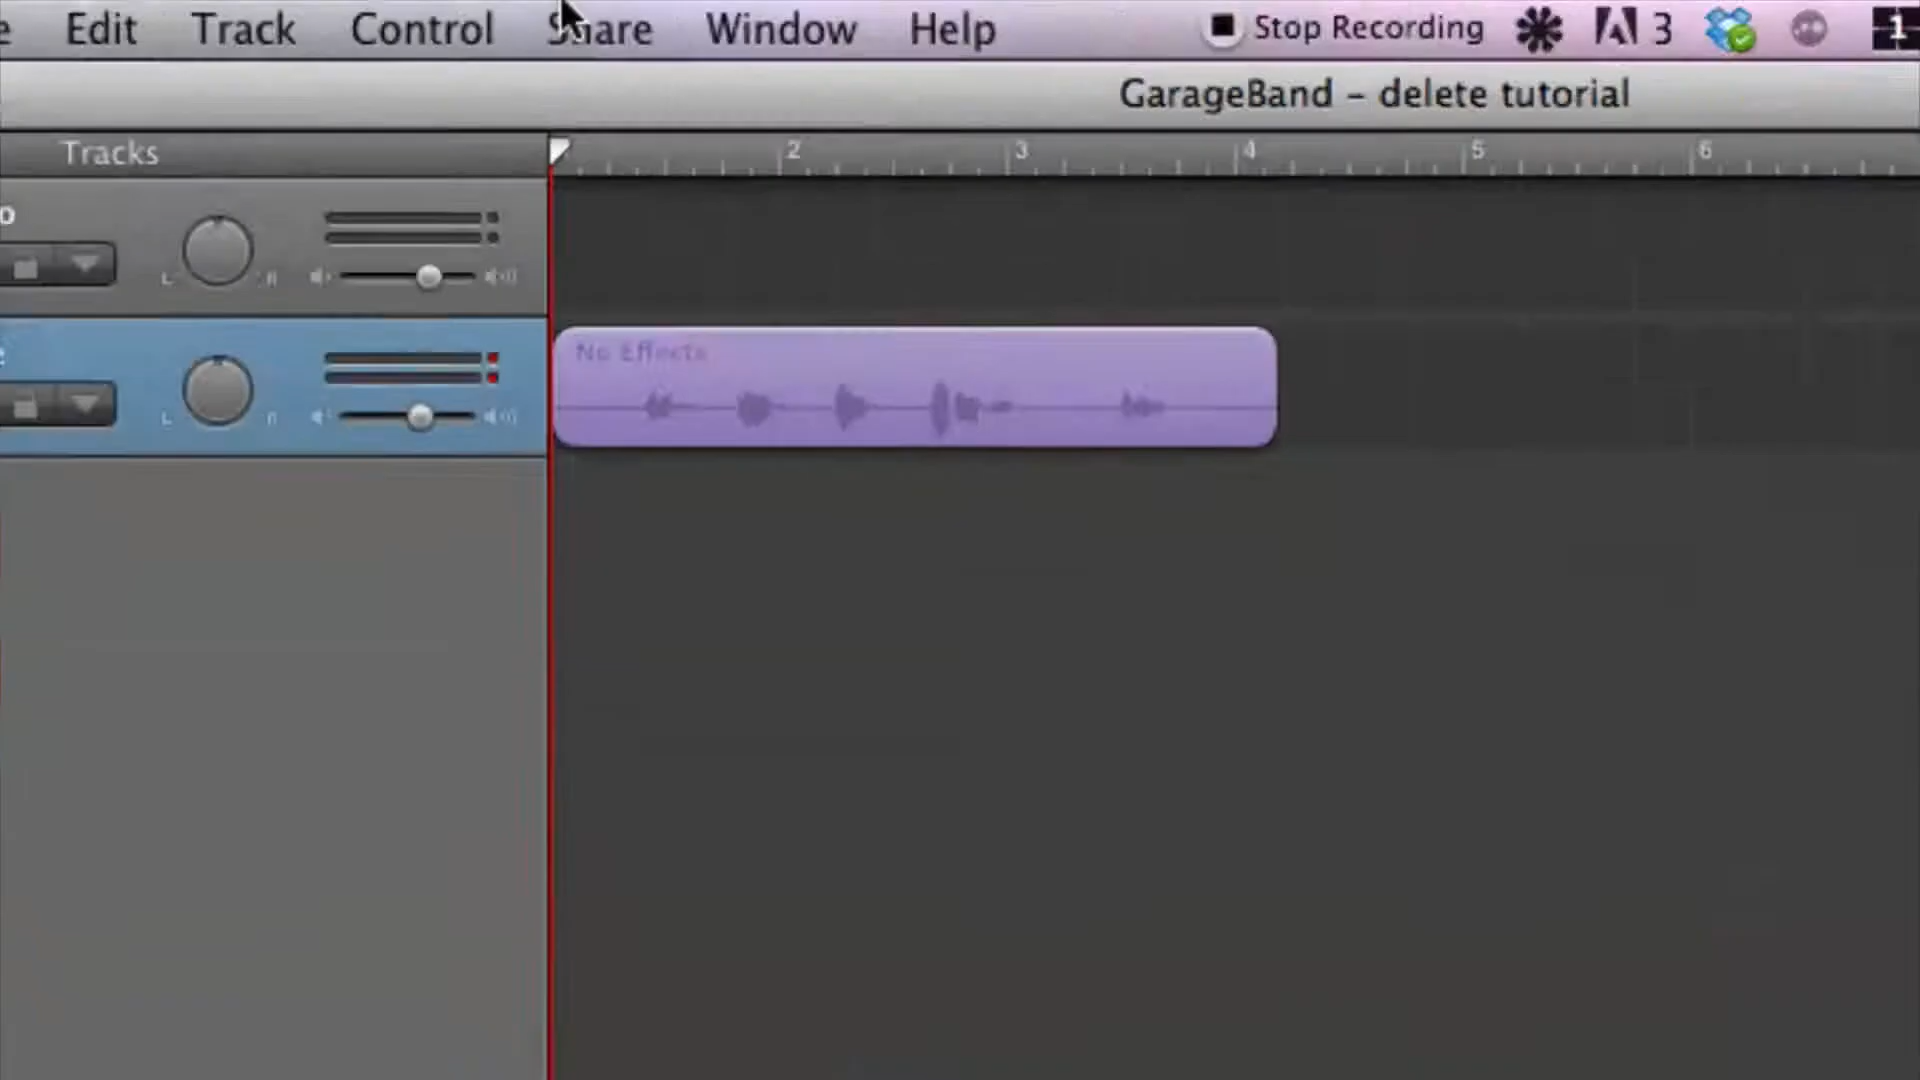 Edit Track Control Share Window Help Stop Recording 3 1
GarageBand - delete tutorial
Tracks 2 3 4 5 6
o
L R
No Effects
L R